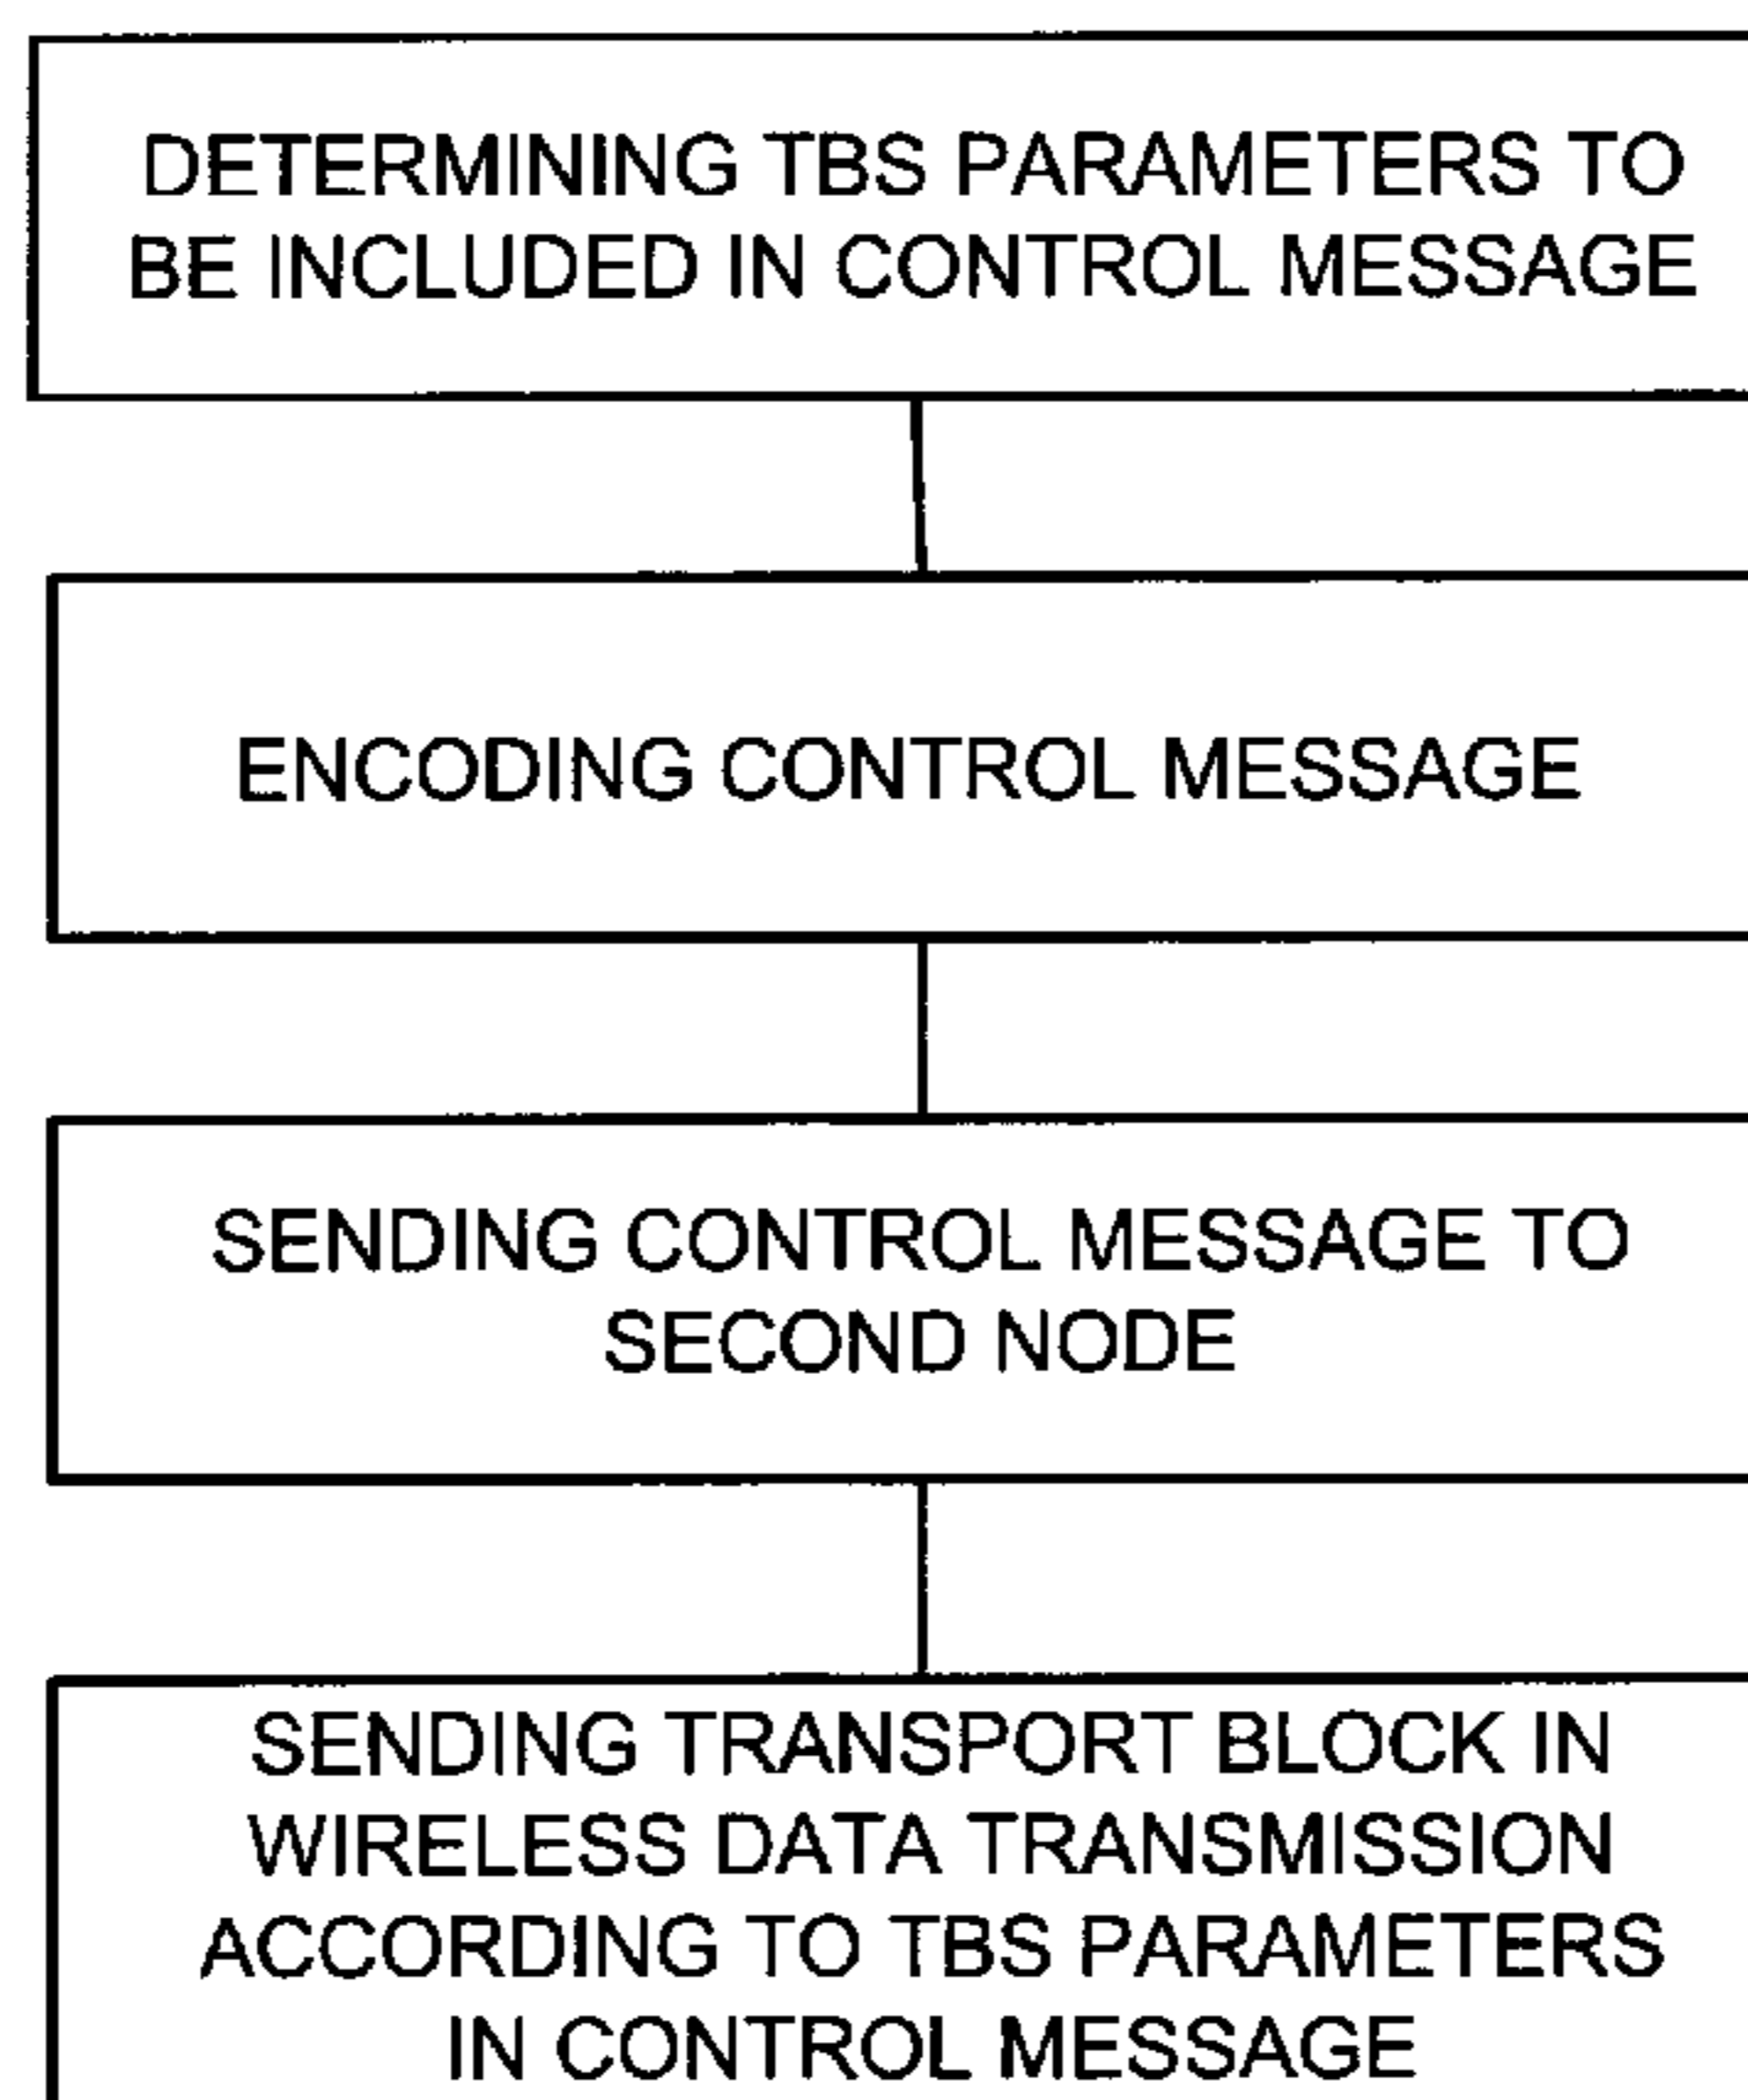 DETERMINING TBS PARAMETERS TO
BE INCLUDED IN CONTROL MESSAGE
ENCODING CONTROL MESSAGE
SENDING CONTROL MESSAGE TO
SECOND NODE
SENDING TRANSPORT BLOCK IN
WIRELESS DATA TRANSMISSION
ACCORDING TO TBS PARAMETERS
IN CONTROL MESSAGE